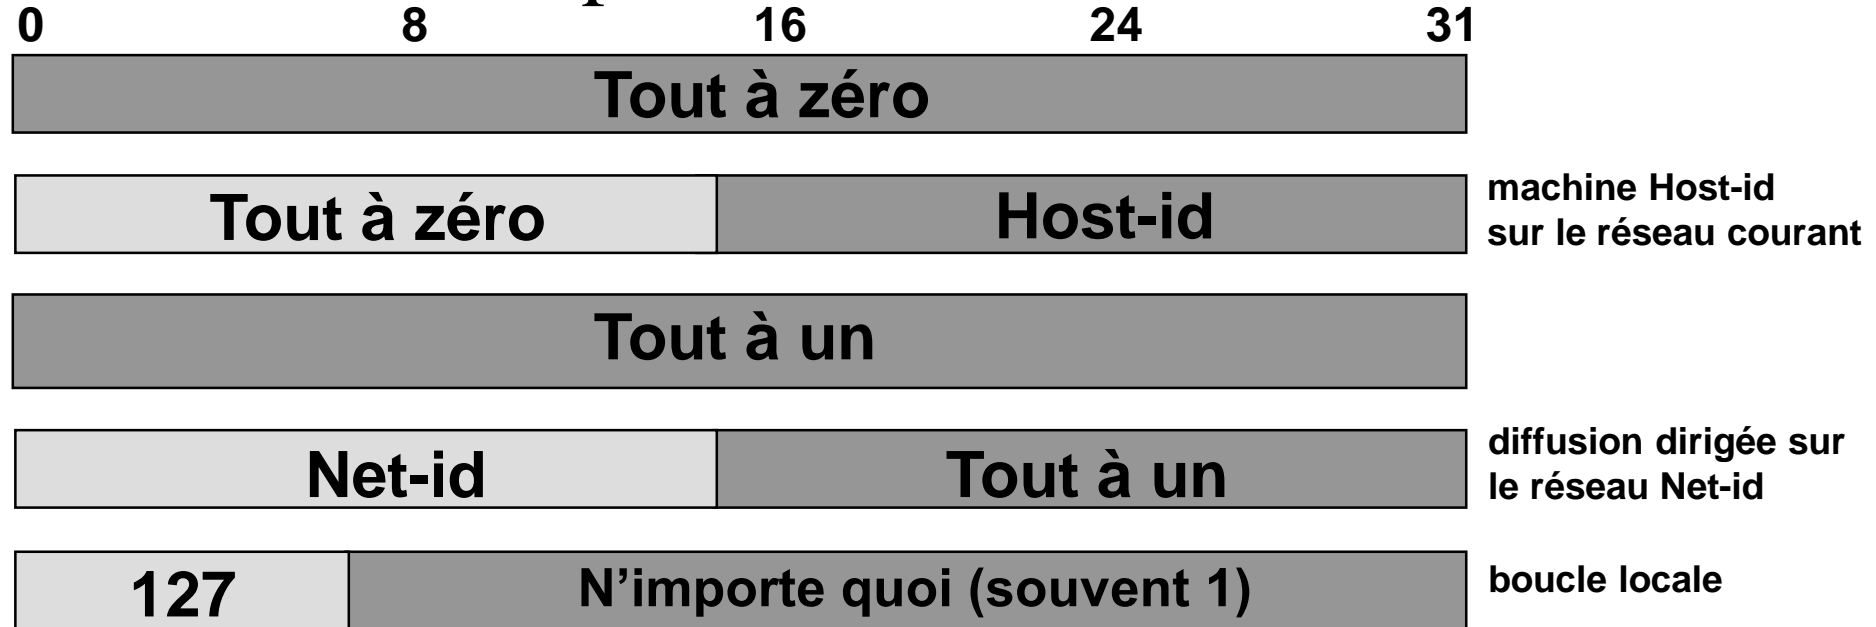 0 8 16 24 31
Tout à zéro
Tout à zéro Host-id
machine Host-id
sur le réseau courant
Tout à un
Net-id Tout à un
diffusion dirigée sur
le réseau Net-id
127 N’importe quoi (souvent 1)
boucle locale